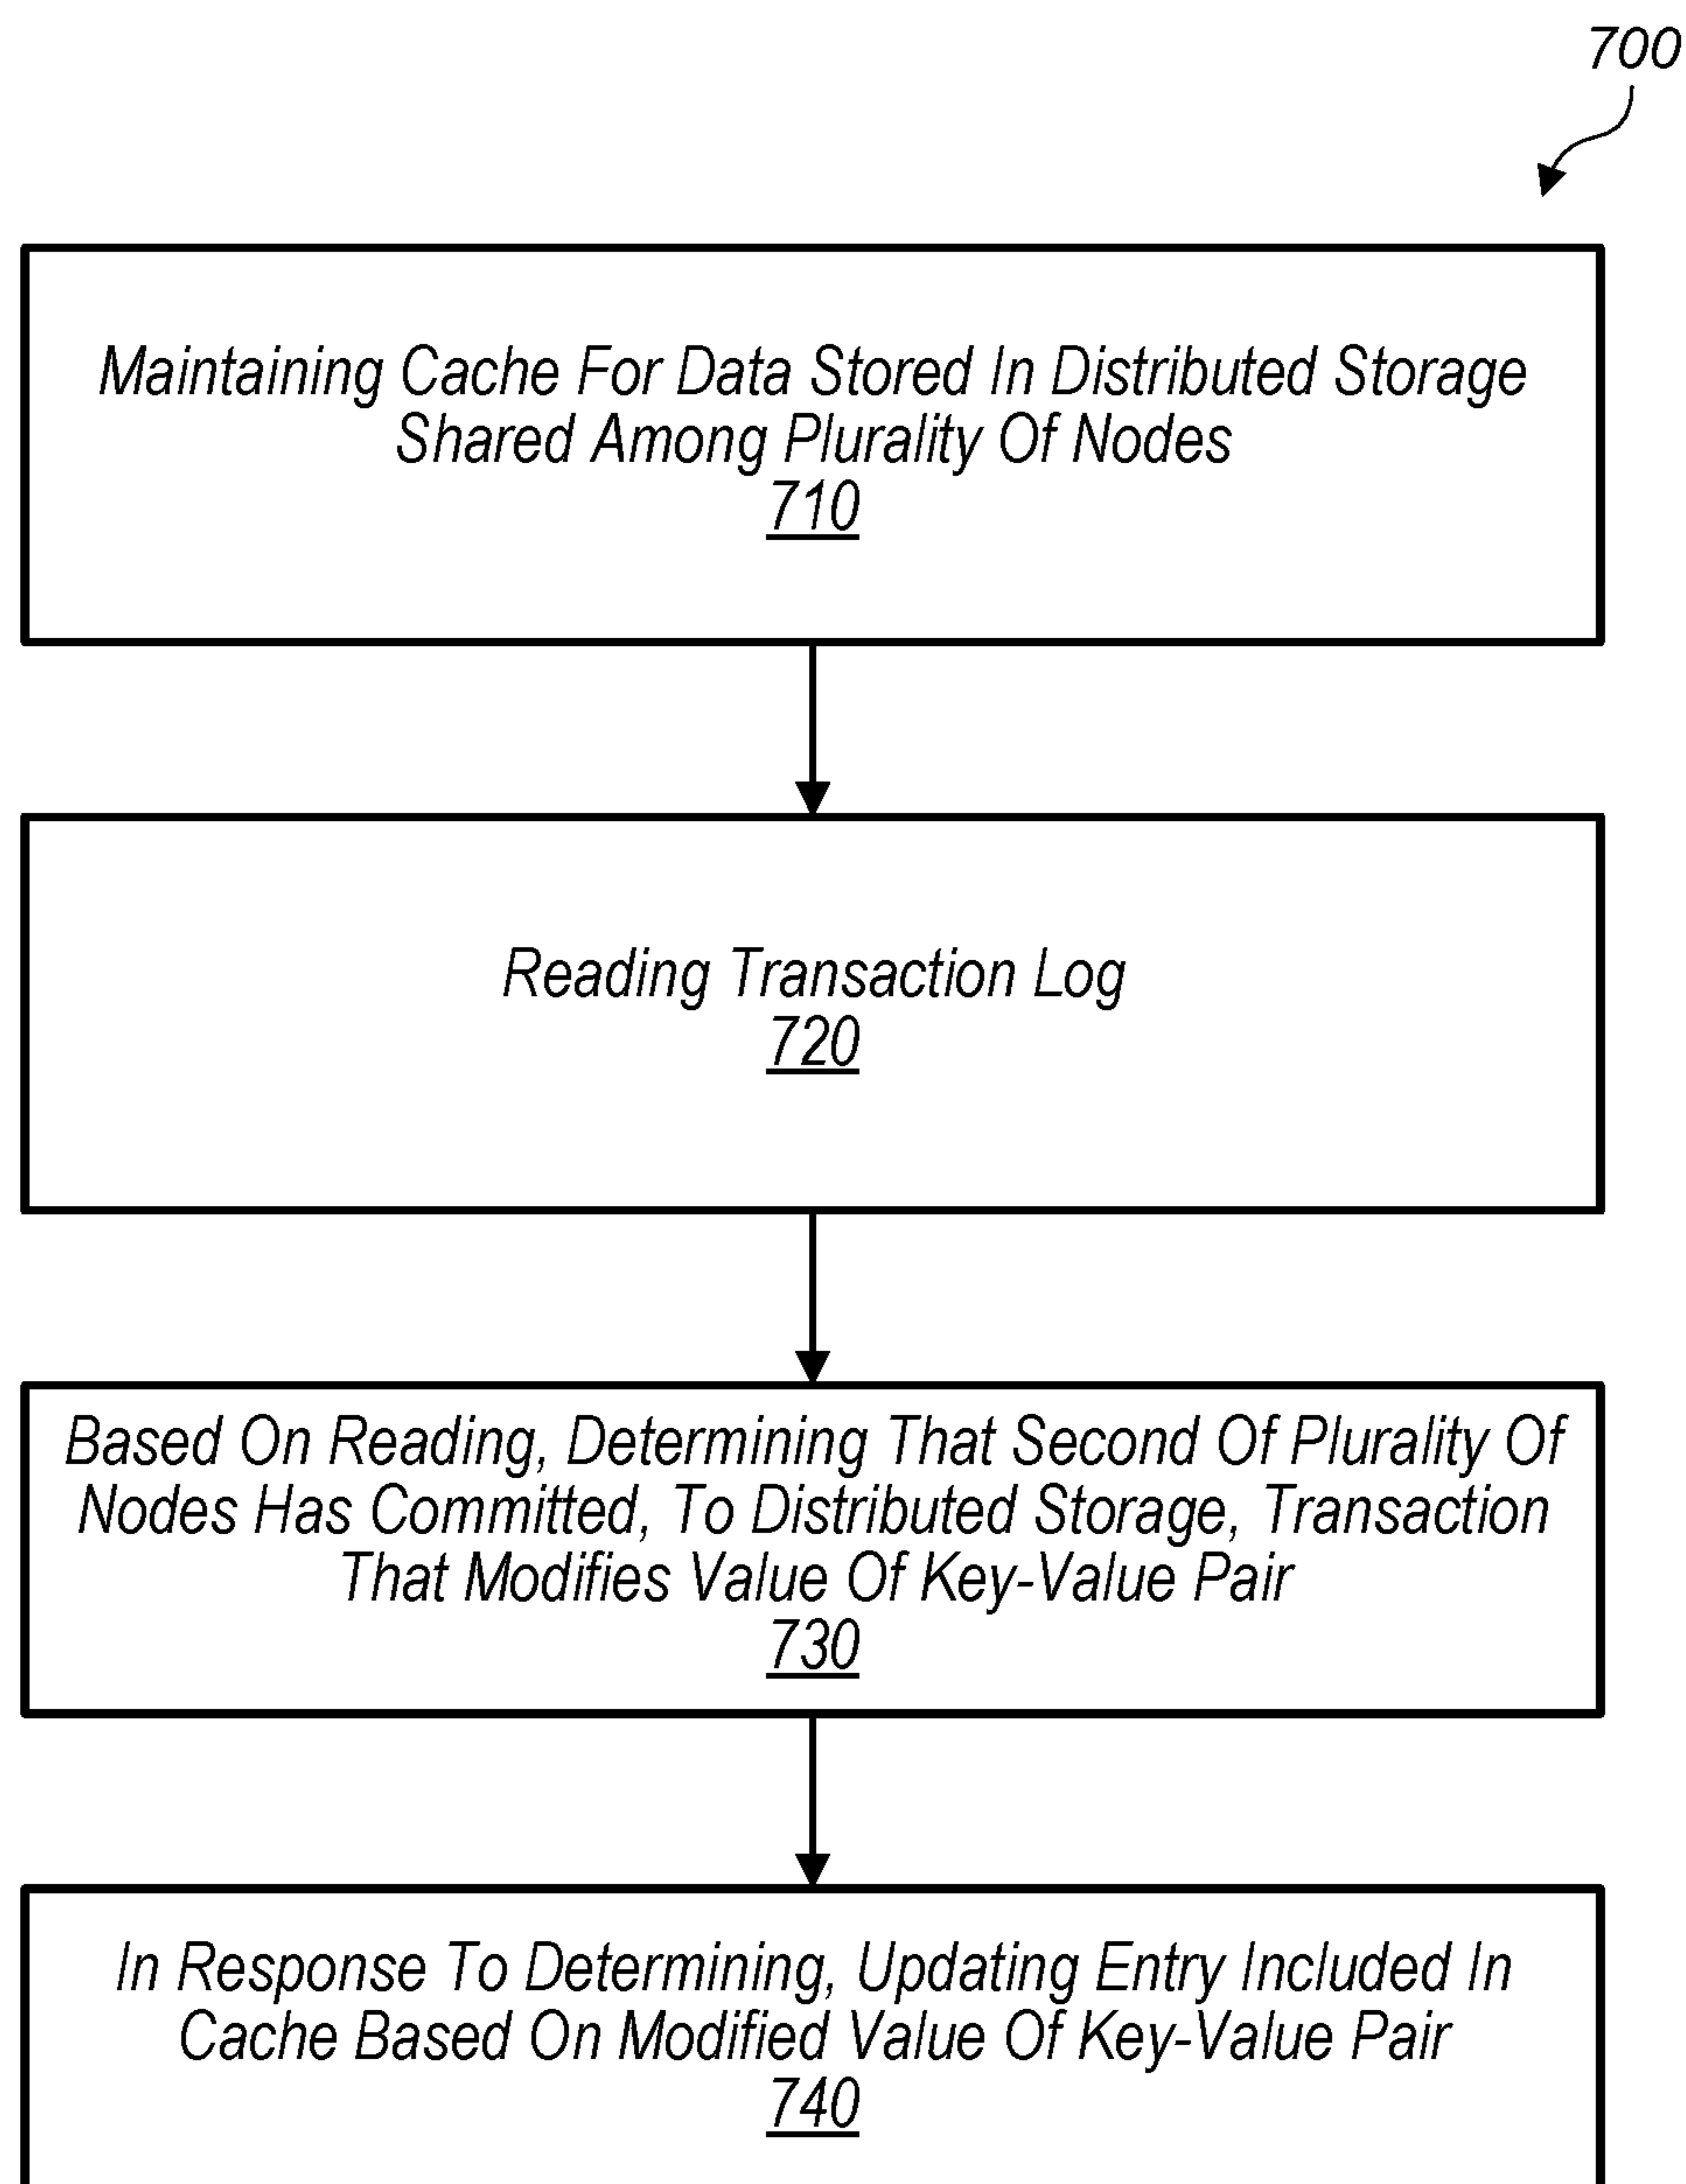 700
Maintaining Cache For Data Stored In Distributed Storage
Shared Among Plurality Of Nodes
710
Reading Transaction Log
720
Based On Reading, Determining That Second Of Plurality Of
Nodes Has Committed, To Distributed Storage, Transaction
That Modifies Value Of Key-Value Pair
730
In Response To Determining, Updating Entry Included In
Cache Based On Modified Value Of Key-Value Pair
740